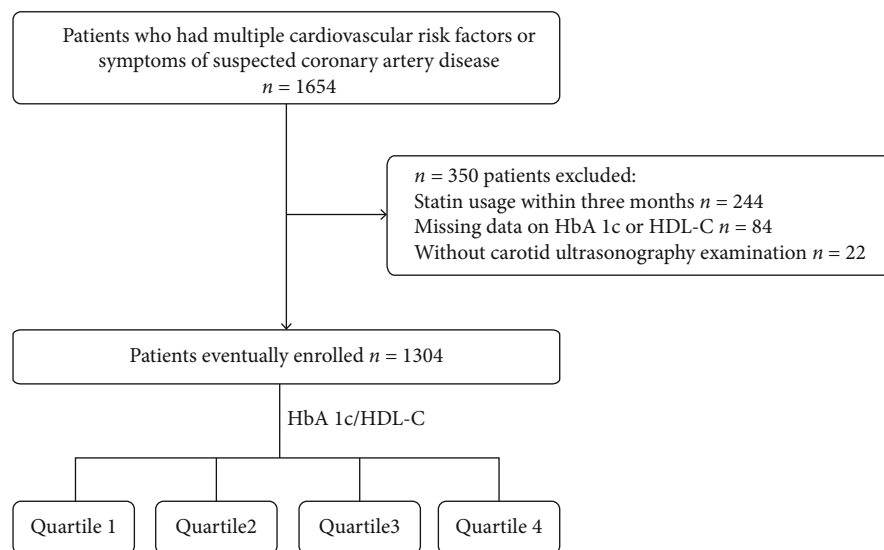 Patients who had multiple cardiovascular risk factors or
symptoms of suspected coronary artery disease
n = 1654
n = 350 patients excluded:
Statin usage within three months n = 244
Missing data on HbA 1c or HDL-C n = 84
Without carotid ultrasonography examination n = 22
Patients eventually enrolled n = 1304
HbA 1c/HDL-C
Quartile 1
Quartile2
Quartile3
Quartile 4